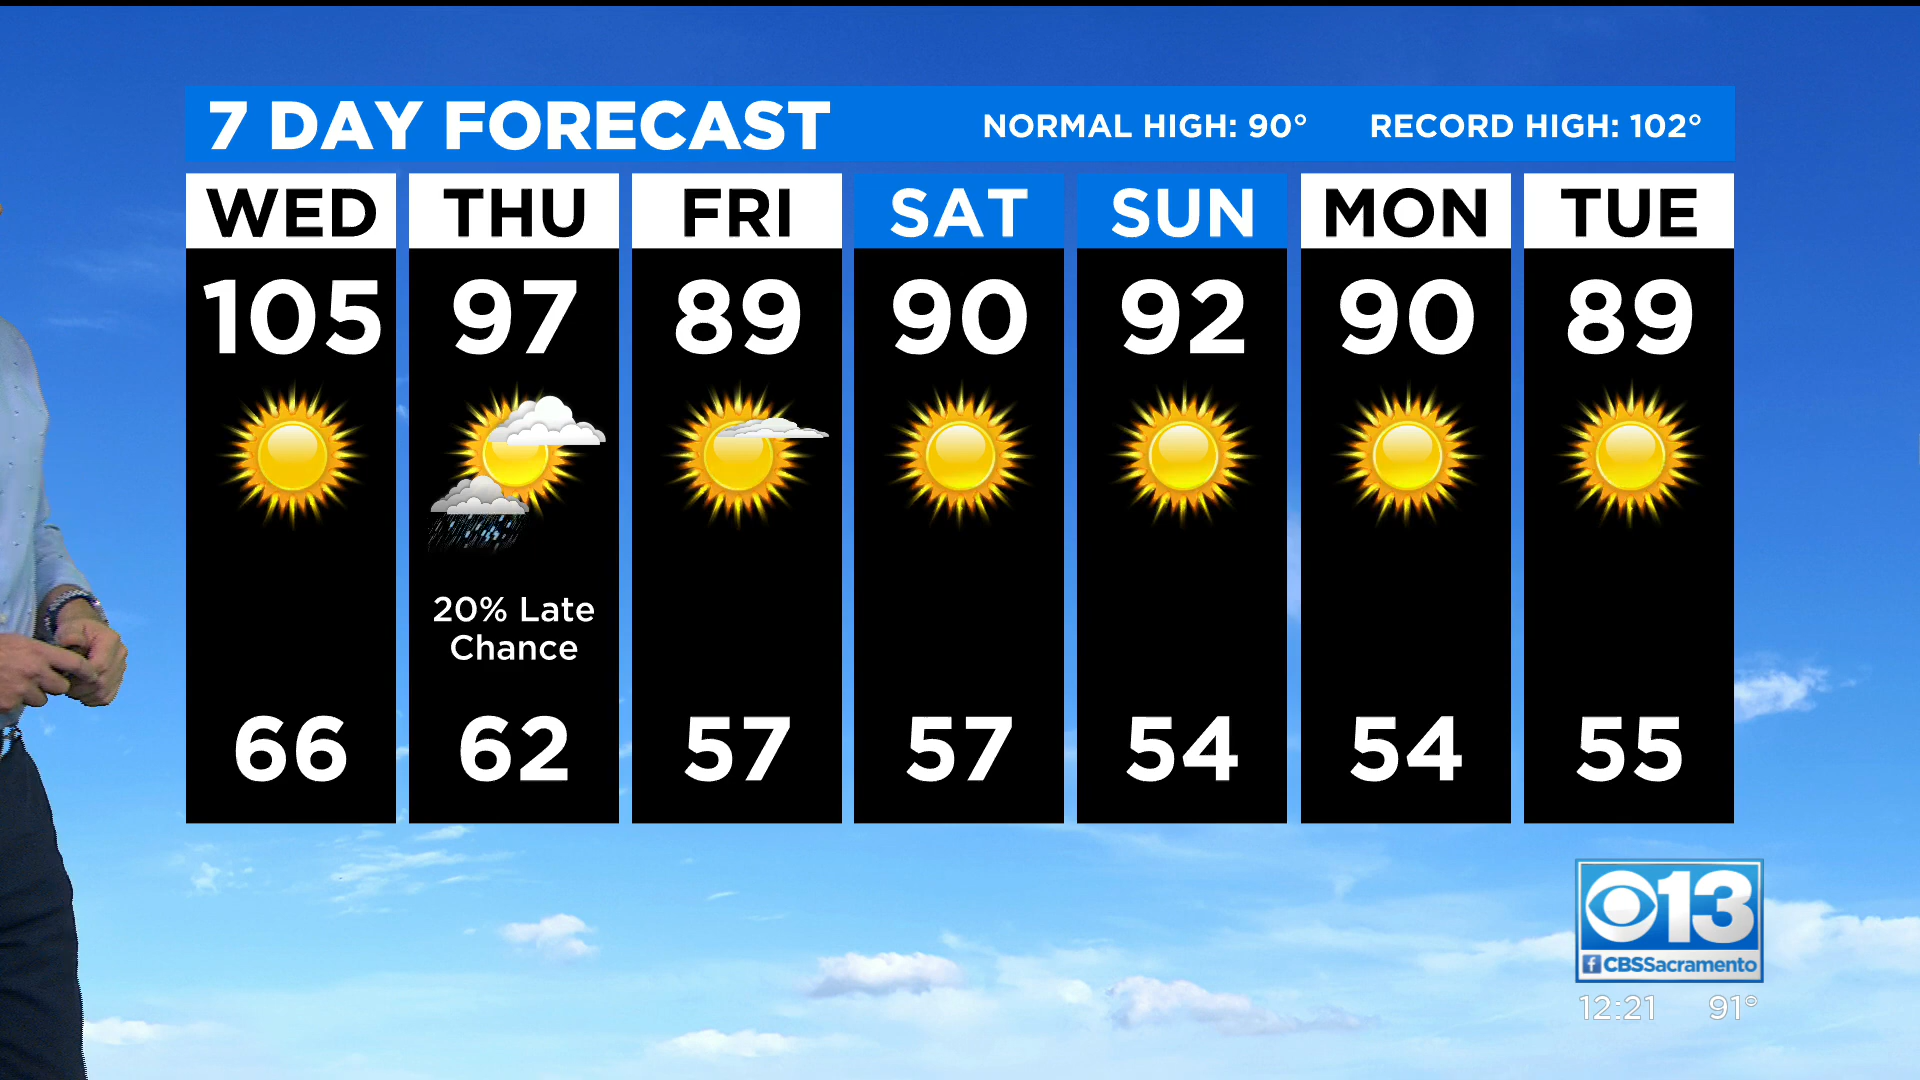 7 DAY FORECAST NORMAL HIGH: 90° RECORD HIGH: 102°
WED THU FRI SAT SUN MON TUE
105 97 89 90 92 90 89
20% Late
Chance
66 62 57 57 54 54 55
13
f CBSSacramento
12:21 91°